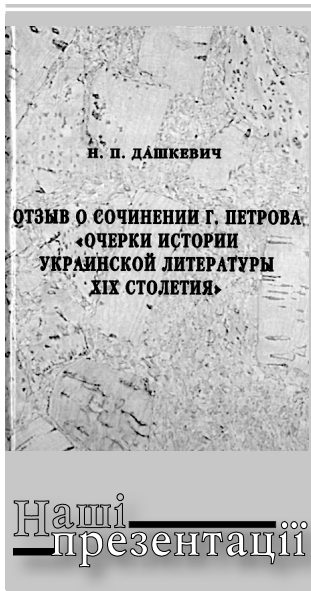 Н. П. ДАШКЕВИЧ
ОТЗЫВ О СОЧИНЕНИИ Г. ПЕТРОВА
«ОЧЕРКИ ИСТОРИИ
УКРАИНСКОЙ ЛИТЕРАТУРЫ
XIX СТОЛЕТИЯ»
Наші
презентації